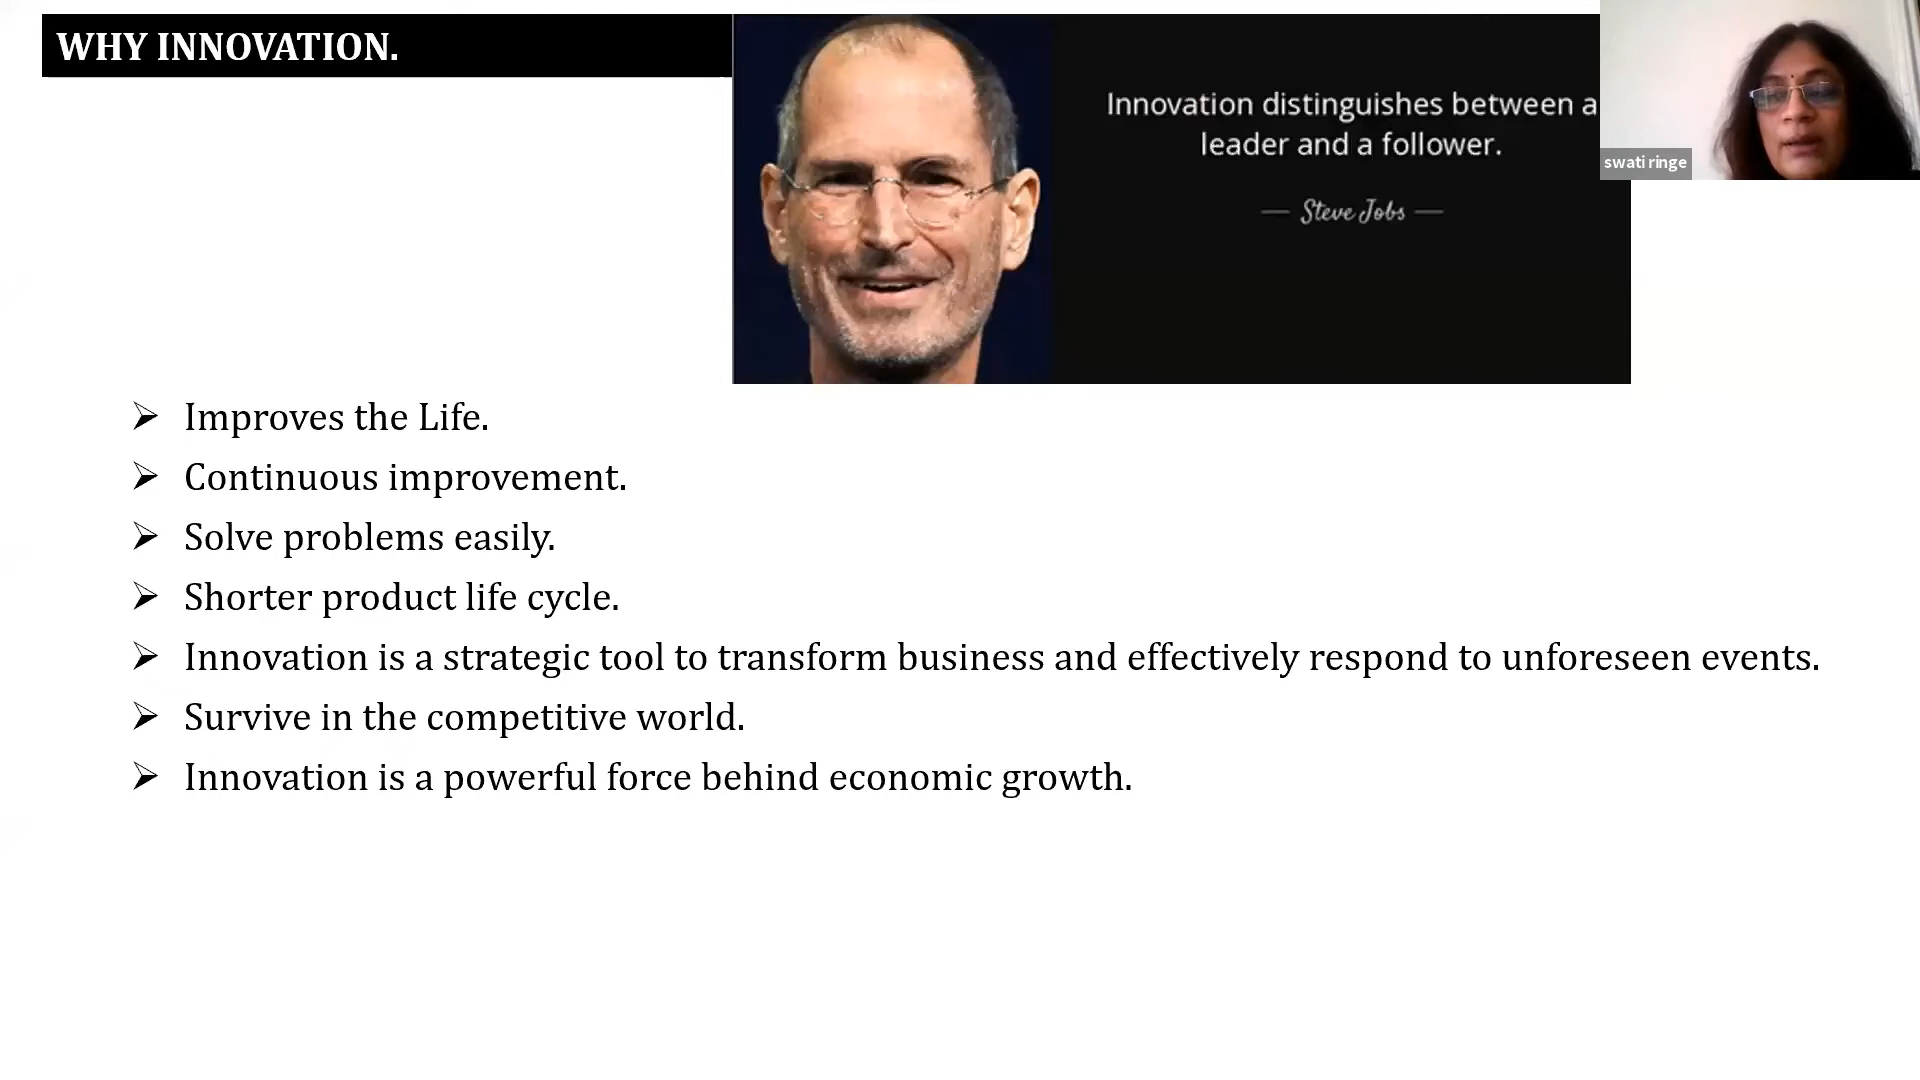 WHY INNOVATION.
Innovation distinguishes between a
leader and a follower.
— Steve Jobs —
swati ringe
➢ Improves the Life.
➢ Continuous improvement.
➢ Solve problems easily.
➢ Shorter product life cycle.
➢ Innovation is a strategic tool to transform business and effectively respond to unforeseen events.
➢ Survive in the competitive world.
➢ Innovation is a powerful force behind economic growth.